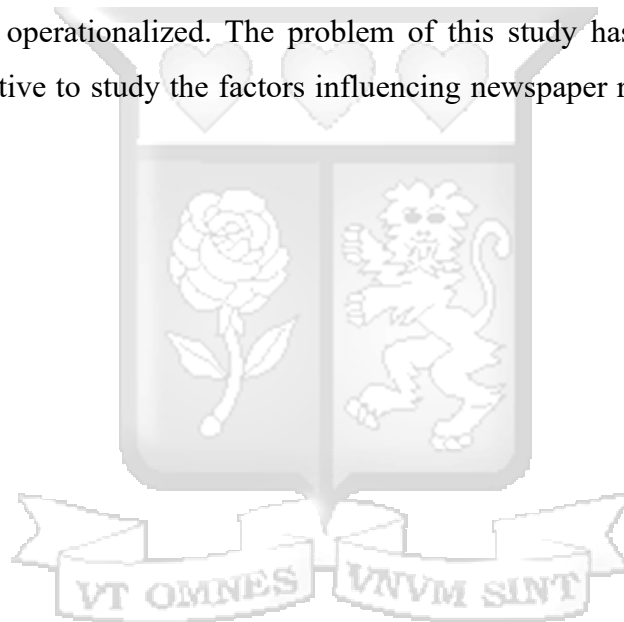 operationalized. The problem of this study has
tive to study the factors influencing newspaper
VT OMNES VNVM SINT